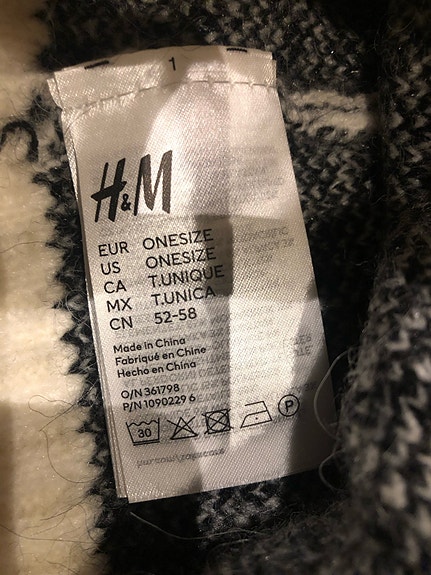 1
H&M
EUR ONESIZE
US ONESIZE
CA T.UNIQUE
MX T.UNICA
CN 52-58
Made in China
Fabriqué en Chine
Hecho en China
O/N 361798
P/N 1090229 6
30 P